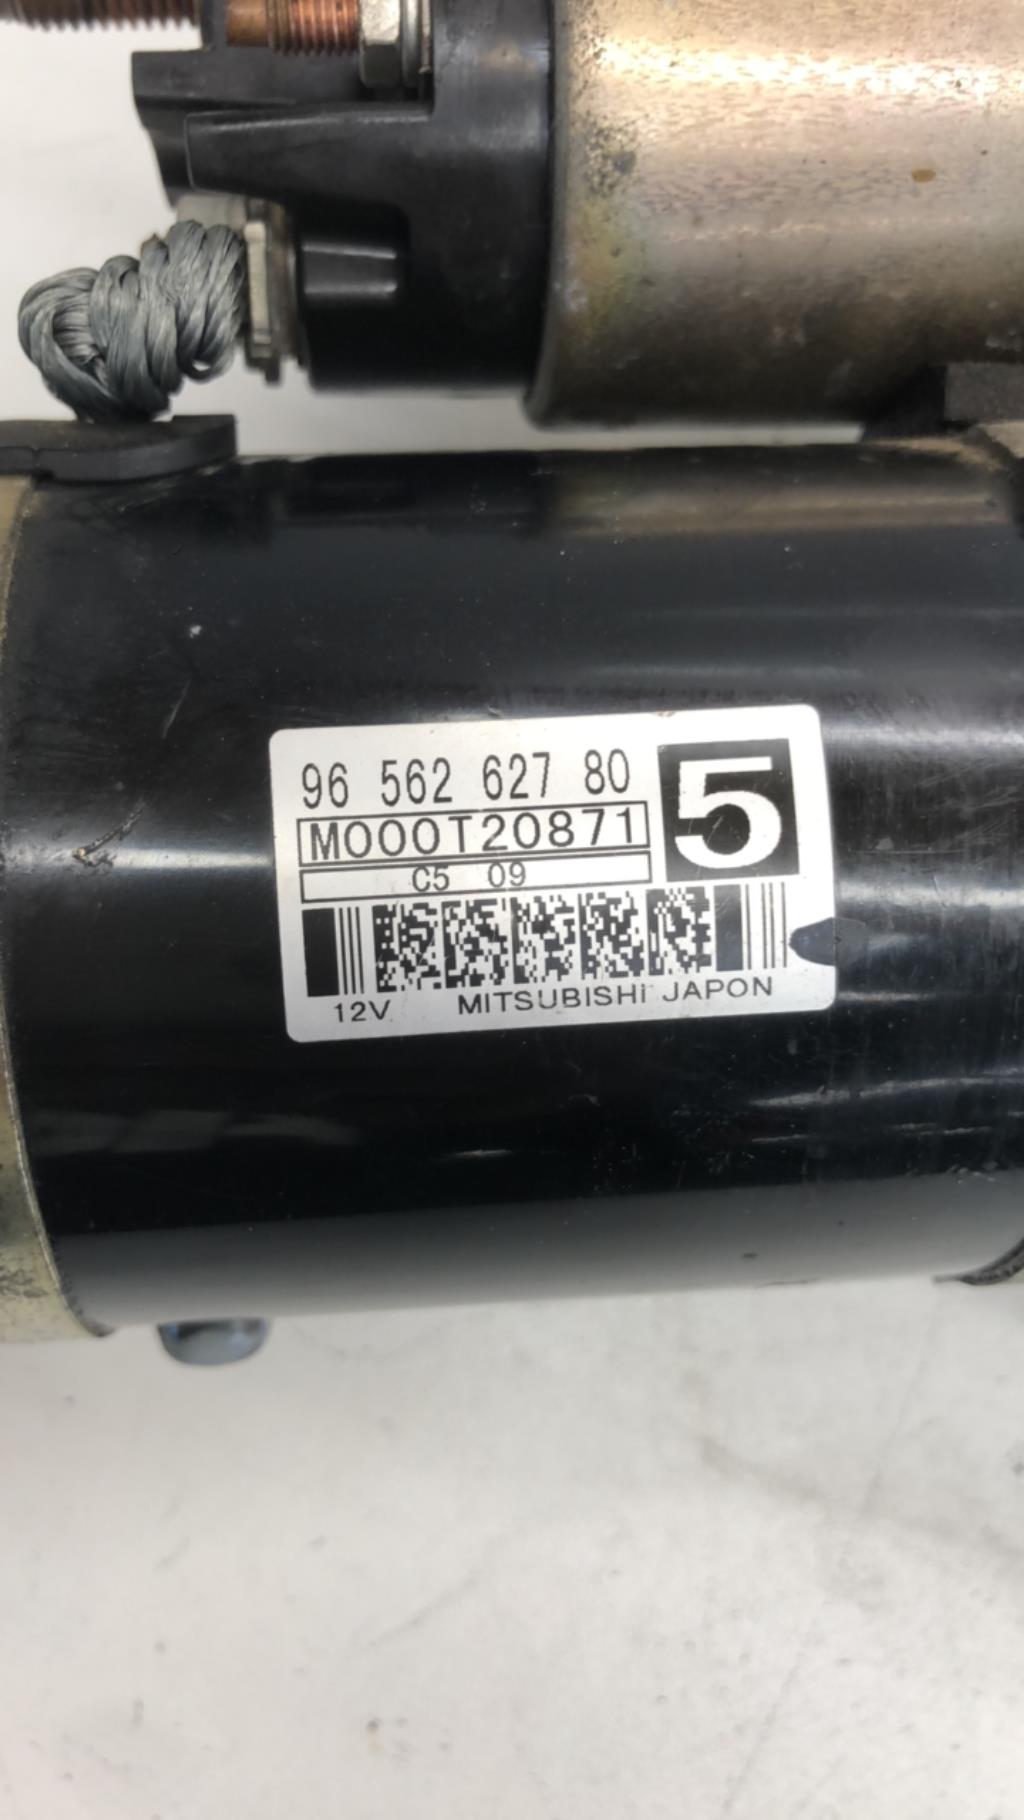 96 562 627 80
5
M000T20871
C5 09
12V MITSUBISHI JAPON